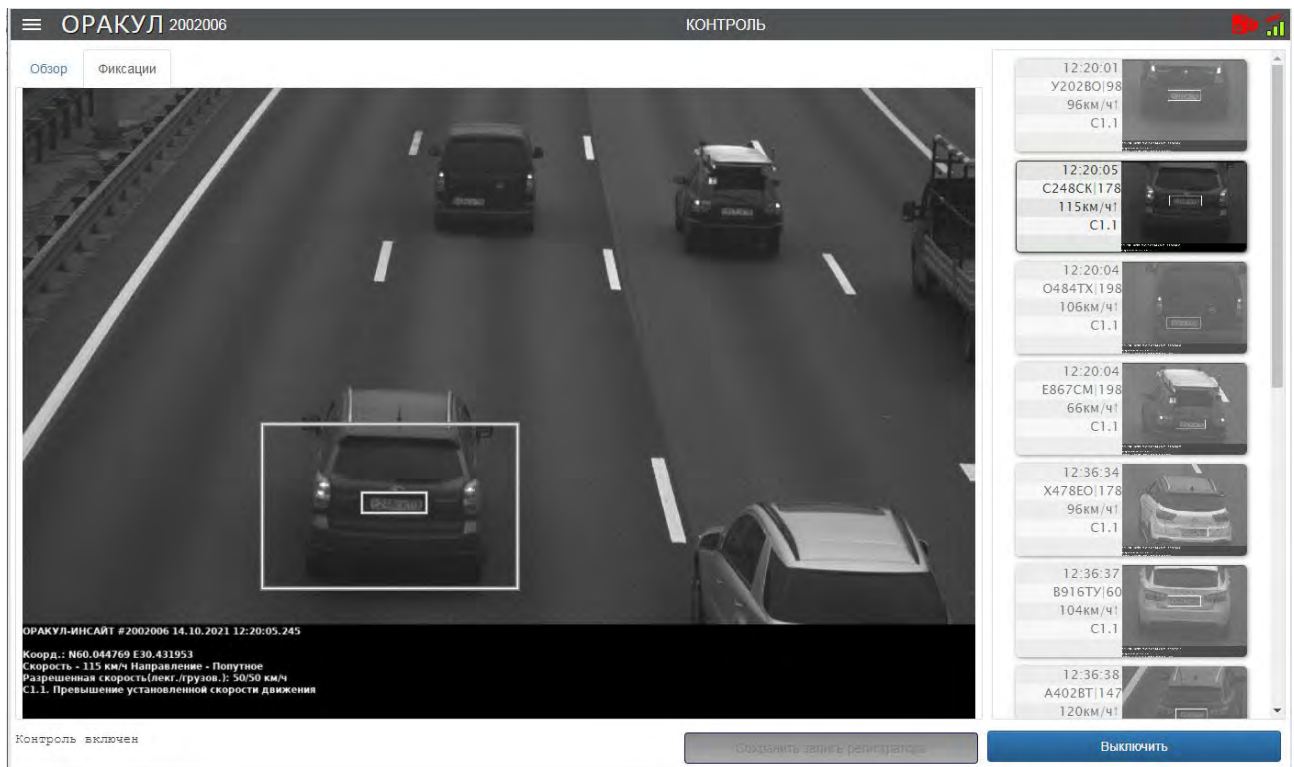 ОРАКУЛ 2002006
КОНТРОЛЬ
Обзор
Фиксации
ОРАКУЛ-ИНСАЙТ #2002006 14.10.2021 12:20:05.245
Коорд.: N60.044769 E30.431953
Скорость - 115 км/ч Направление - Попутное
Разрешенная скорость(лекг./грузов.): 50/50 км/ч
С1.1. Превышение установленной скорости движения
12:20:01
У202ВО|98
96км/ч↑
С1.1
12:20:05
С248СК|178
115км/ч↑
С1.1
12:20:04
О484ТХ|198
106км/ч↑
С1.1
12:20:04
Е867СМ|198
66км/ч↑
С1.1
12:36:34
Х478ЕО|178
96км/ч↑
С1.1
12:36:37
В916ТУ|60
104км/ч↑
С1.1
12:36:38
А402ВТ|147
120км/ч↑
Контроль включен
Сохранить запись регистратора
Выключить